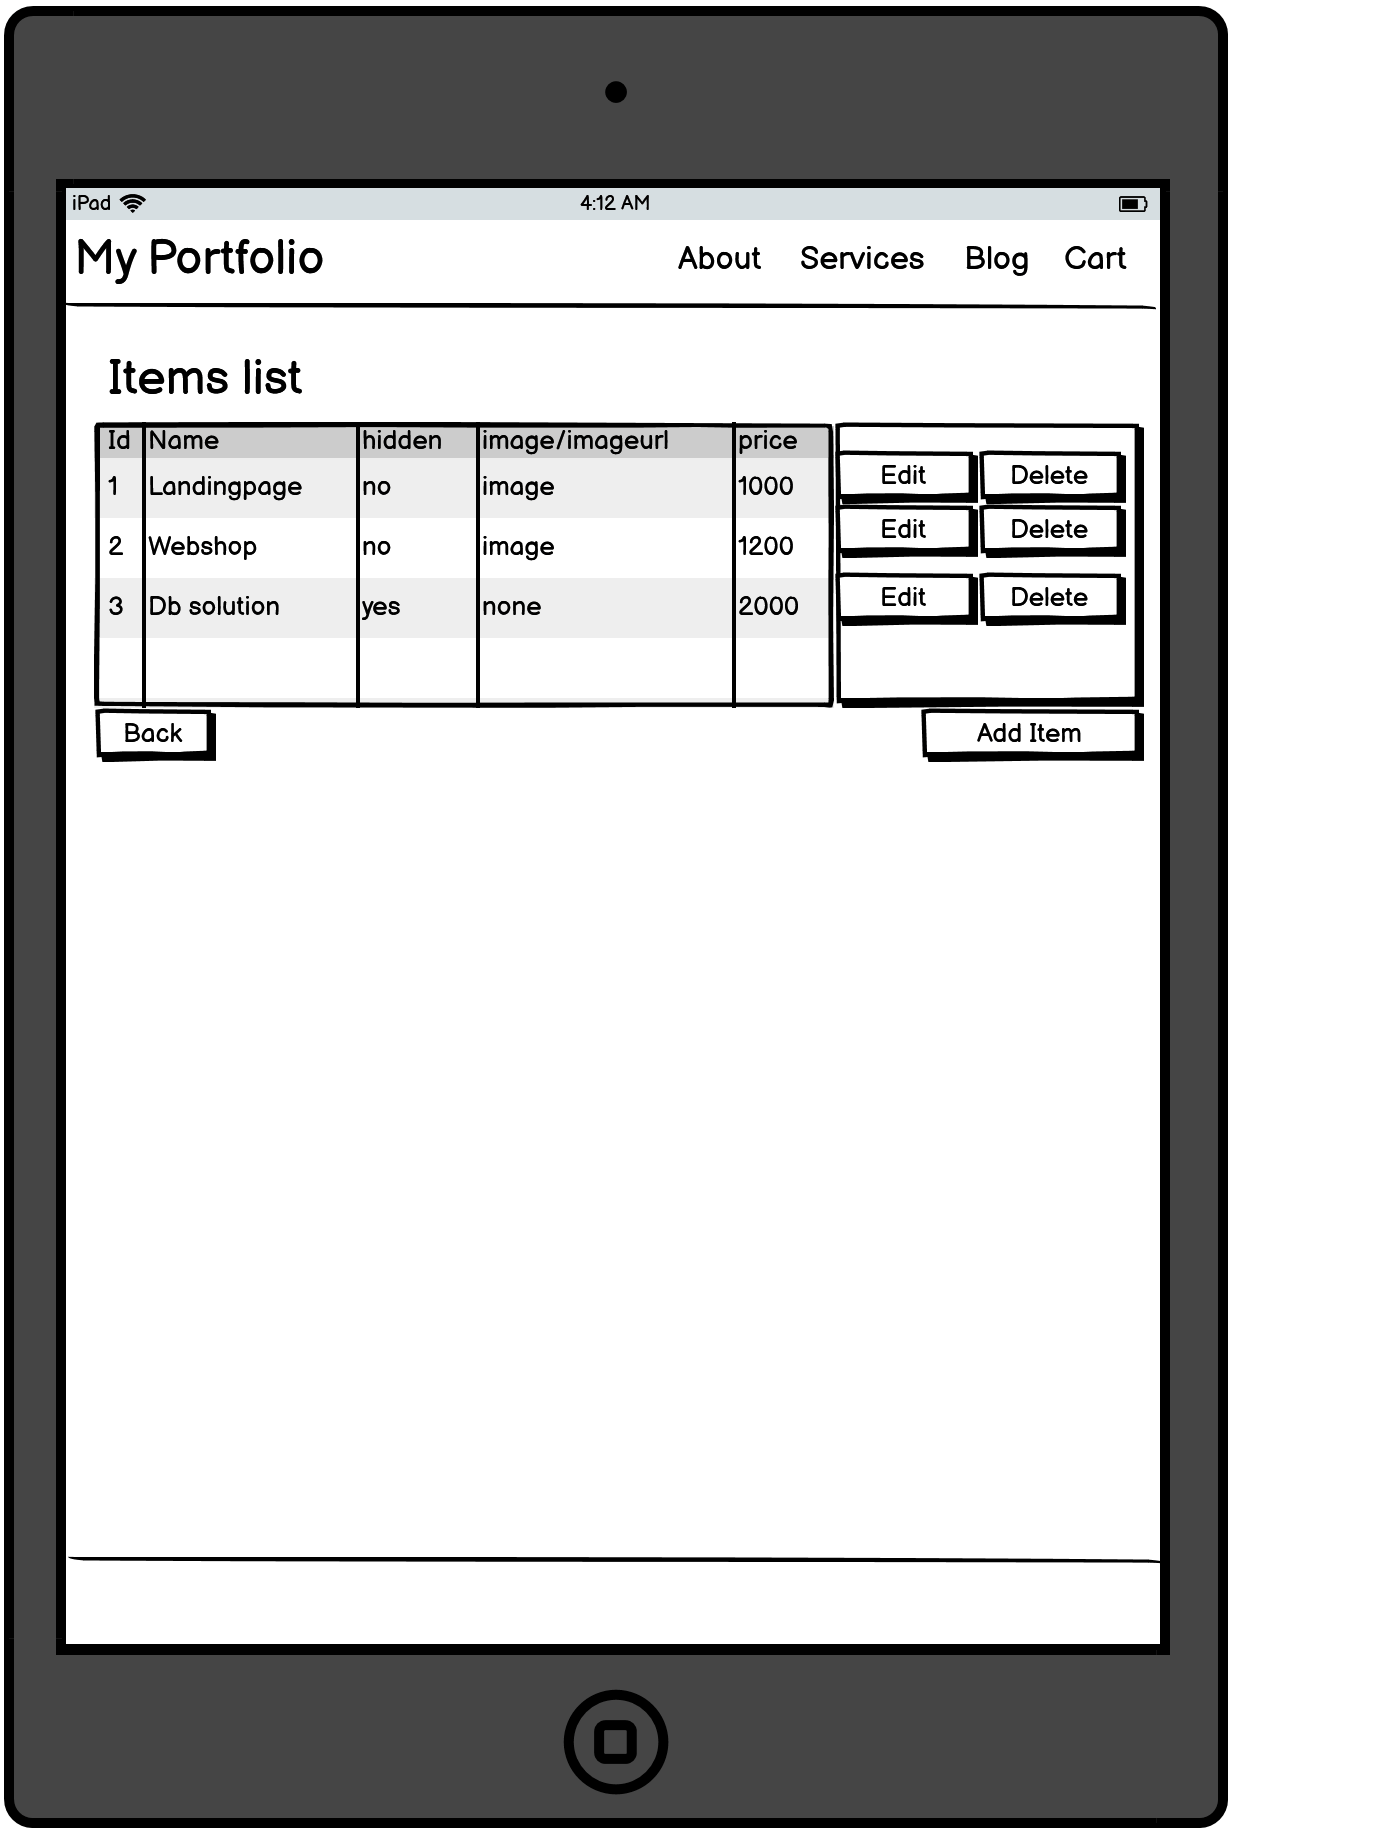 iPad 4:12 AM
My Portfolio About Services Blog Cart
Items list
Id Name hidden image/imageurl price
1 Landingpage no image 1000 Edit Delete
2 Webshop no image 1200 Edit Delete
3 Db solution yes none 2000 Edit Delete
Back Add Item